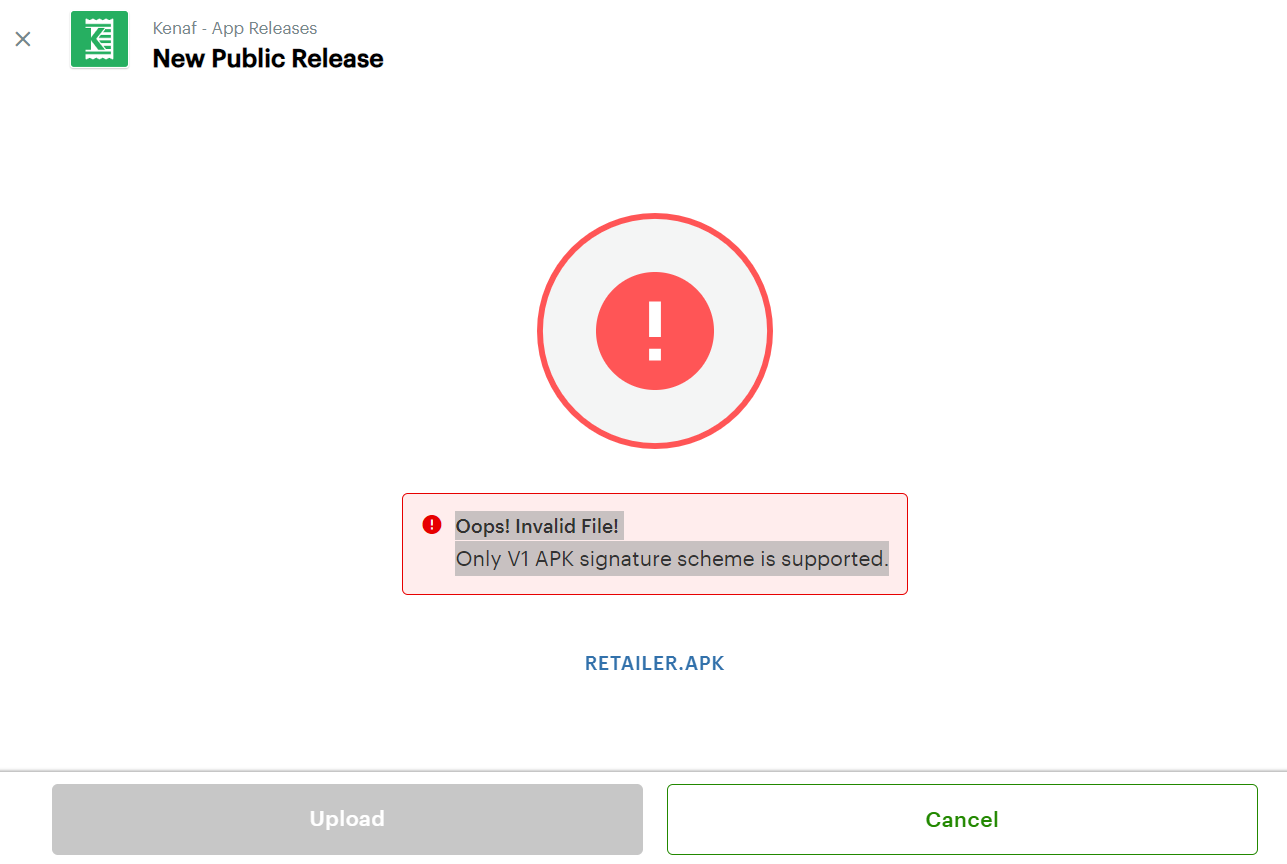 Kenaf - App Releases
New Public Release
K
!
!
Oops! Invalid File!
Only V1 APK signature scheme is supported.
RETAILER.APK
Upload
Cancel